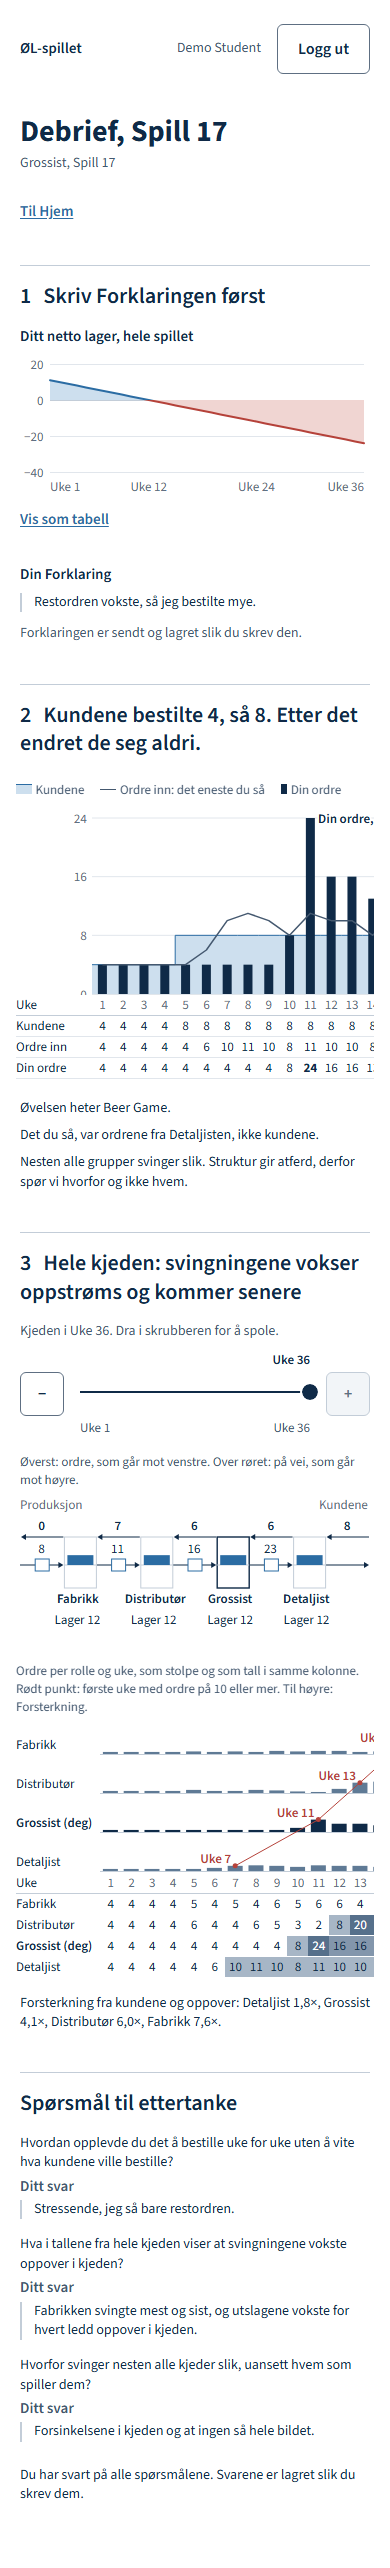 ØL-spillet Demo Student Logg ut
Debrief, Spill 17
Grossist, Spill 17
Til Hjem
1 Skriv Forklaringen først
Ditt netto lager, hele spillet
20
0
−20
−40
Uke 1 Uke 12 Uke 24 Uke 36
Vis som tabell
Din Forklaring
Restordren vokste, så jeg bestilte mye.
Forklaringen er sendt og lagret slik du skrev den.
2 Kundene bestilte 4, så 8. Etter det
endret de seg aldri.
Kundene Ordre inn: det eneste du så Din ordre
24 Din ordre,
16
8
0
Uke 1 2 3 4 5 6 7 8 9 10 11 12 13 14
Kundene 4 4 4 4 8 8 8 8 8 8 8 8 8 8
Ordre inn 4 4 4 4 4 6 10 11 10 8 11 10 10 8
Din ordre 4 4 4 4 4 4 4 4 4 8 24 16 16 1
Øvelsen heter Beer Game.
Det du så, var ordrene fra Detaljisten, ikke kundene.
Nesten alle grupper svinger slik. Struktur gir atferd, derfor
spør vi hvorfor og ikke hvem.
3 Hele kjeden: svingningene vokser
oppstrøms og kommer senere
Kjeden i Uke 36. Dra i skrubberen for å spole.
Uke 36
− +
Uke 1 Uke 36
Øverst: ordre, som går mot venstre. Over røret: på vei, som går
mot høyre.
Produksjon Kundene
0 7 6 6 8
8 11 16 23
Fabrikk Distributør Grossist Detaljist
Lager 12 Lager 12 Lager 12 Lager 12
Ordre per rolle og uke, som stolpe og som tall i samme kolonne.
Rødt punkt: første uke med ordre på 10 eller mer. Til høyre:
Forsterkning.
Fabrikk Uk
Distributør Uke 13
Grossist (deg) Uke 11
Detaljist Uke 7
Uke 1 2 3 4 5 6 7 8 9 10 11 12 13
Fabrikk 4 4 4 4 5 4 5 4 6 5 6 6 4
Distributør 4 4 4 4 6 4 4 6 5 3 2 8 20
Grossist (deg) 4 4 4 4 4 4 4 4 4 8 24 16 16
Detaljist 4 4 4 4 4 6 10 11 10 8 11 10 10
Forsterkning fra kundene og oppover: Detaljist 1,8×, Grossist
4,1×, Distributør 6,0×, Fabrikk 7,6×.
Spørsmål til ettertanke
Hvordan opplevde du det å bestille uke for uke uten å vite
hva kundene ville bestille?
Ditt svar
Stressende, jeg så bare restordren.
Hva i tallene fra hele kjeden viser at svingningene vokste
oppover i kjeden?
Ditt svar
Fabrikken svingte mest og sist, og utslagene vokste for
hvert ledd oppover i kjeden.
Hvorfor svinger nesten alle kjeder slik, uansett hvem som
spiller dem?
Ditt svar
Forsinkelsene i kjeden og at ingen så hele bildet.
Du har svart på alle spørsmålene. Svarene er lagret slik du
skrev dem.